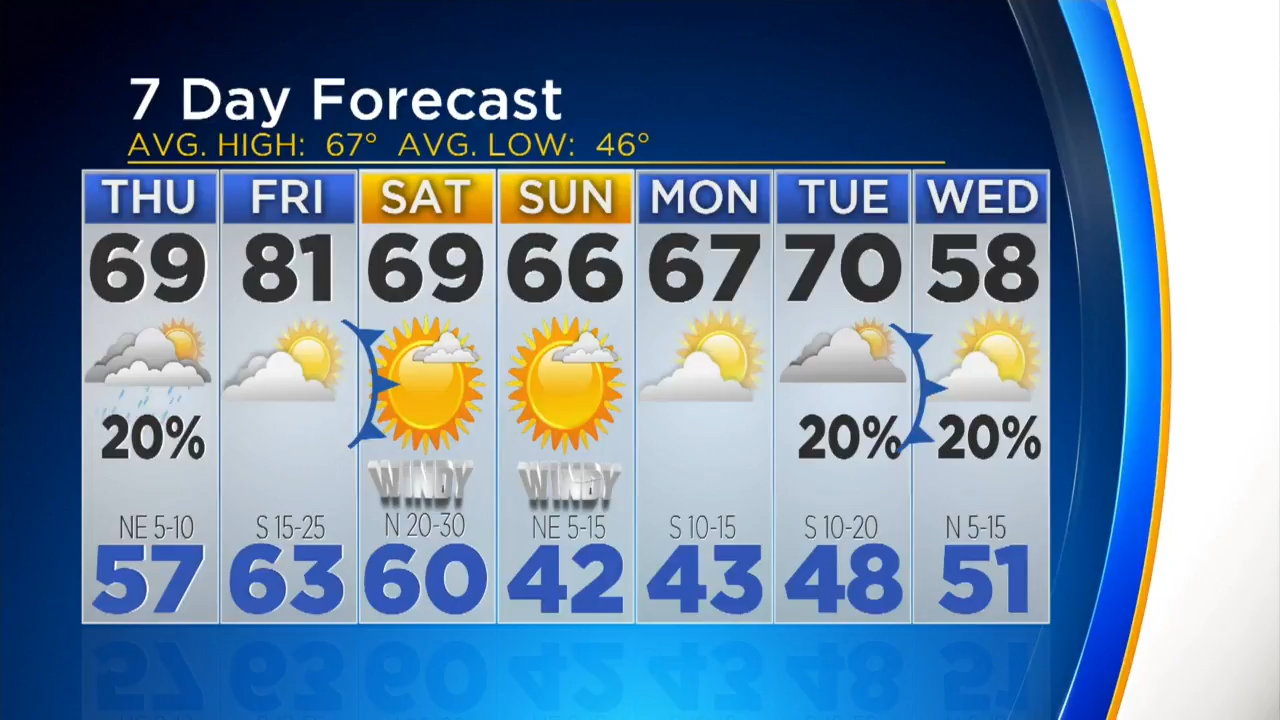 7 Day Forecast
AVG. HIGH: 67° AVG. LOW: 46°
THU FRI SAT SUN MON TUE WED
69 81 69 66 67 70 58
20% 20% 20%
WINDY WINDY
NE 5-10 S 15-25 N 20-30 NE 5-15 S 10-15 S 10-20 N 5-15
57 63 60 42 43 48 51